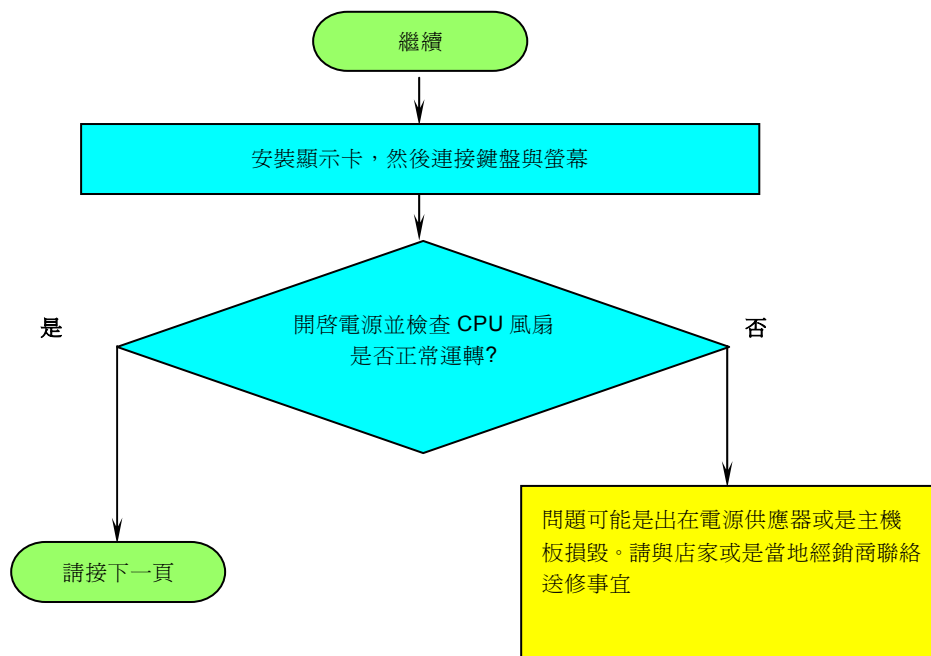 繼續
安裝顯示卡，然後連接鍵盤與螢幕
是
開啟電源並檢查 CPU 風扇
是否正常運轉?
否
問題可能是出在電源供應器或是主機
板損毀。請與店家或是當地經銷商聯絡
送修事宜
請接下一頁